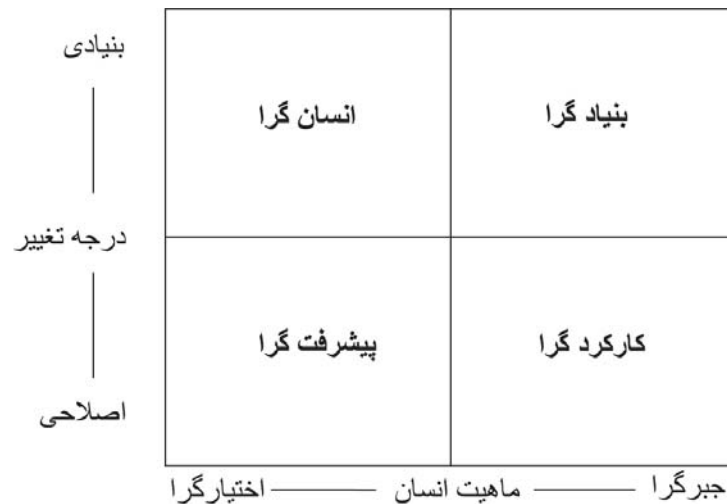 بنیادی
بنیاد گرا
انسان گرا
درجه تغییر
کارکرد گرا
پیشرفت گرا
اصلاحی
جبرگرا
ماهیت انسان
اختیارگرا